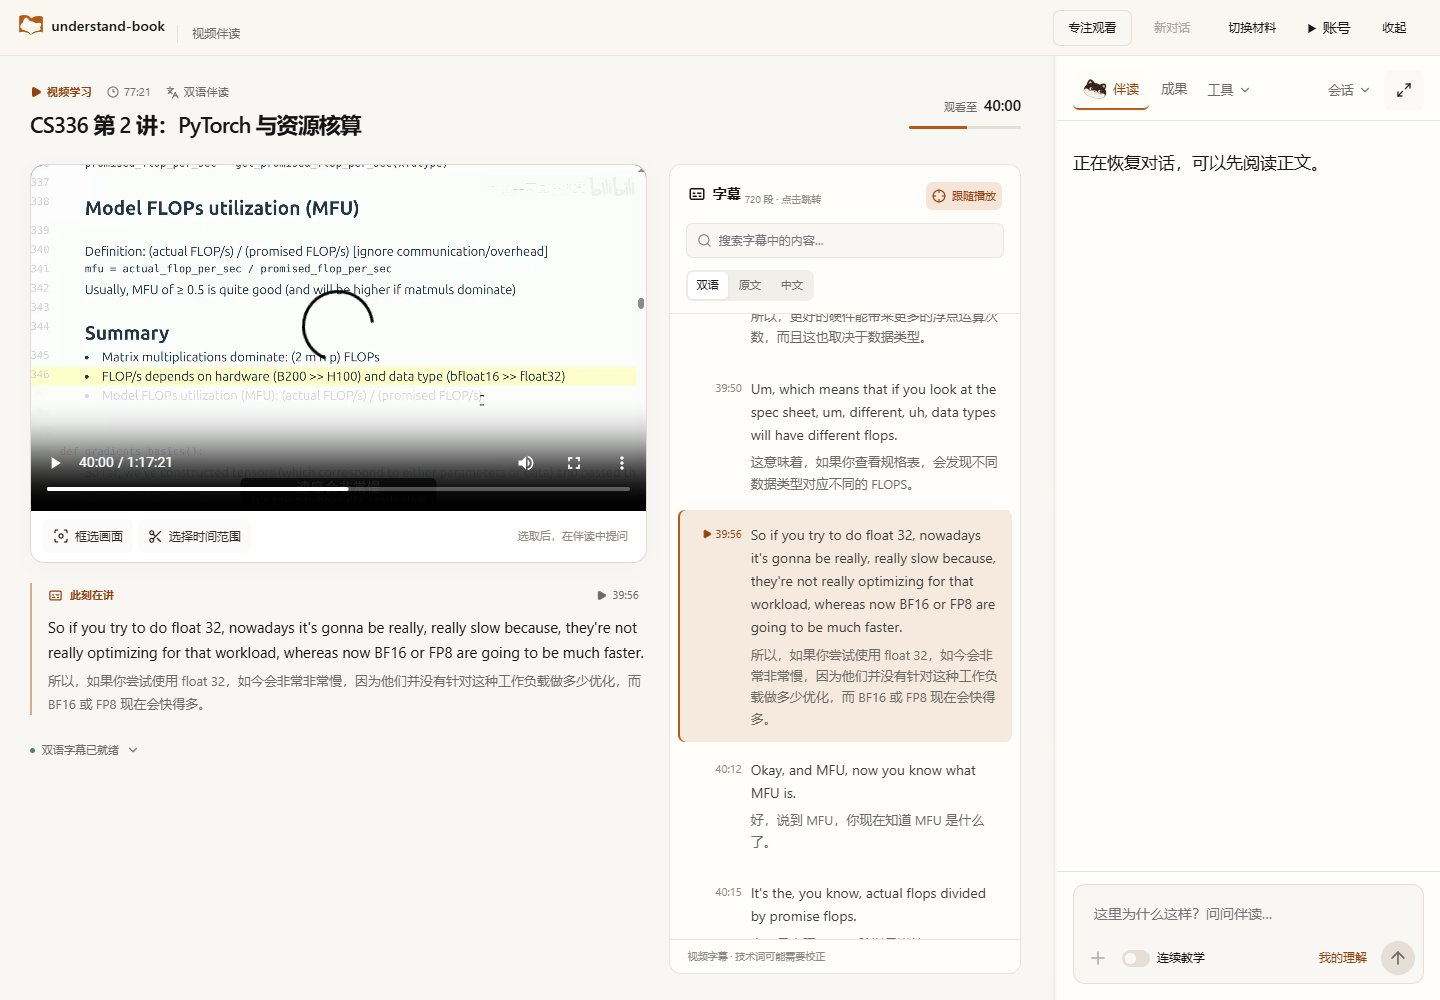 understand-book
视频伴读
专注观看
新对话
切换材料
账号
收起
视频学习
77:21
双语伴读
CS336 第 2 讲：PyTorch 与资源核算
观看至 40:00
337
338
Model FLOPs utilization (MFU)
339
340 Definition: (actual FLOP/s) / (promised FLOP/s) [ignore communication/overhead]
341 mfu = actual_flop_per_sec / promised_flop_per_sec
342 Usually, MFU of ≥ 0.5 is quite good (and will be higher if matmuls dominate)
343
344 Summary
345 • Matrix multiplications dominate: (2 m n p) FLOPs
346 • FLOP/s depends on hardware (B200 >> H100) and data type (bfloat16 >> float32)
• Model FLOPs utilization (MFU): (actual FLOP/s) / (promised FLOP/s)
40:00 / 1:17:21
框选画面
选择时间范围
选取后，在伴读中提问
此刻在讲
39:56
So if you try to do float 32, nowadays it's gonna be really, really slow because, they're not
really optimizing for that workload, whereas now BF16 or FP8 are going to be much faster.
所以，如果你尝试使用 float 32，如今会非常非常慢，因为他们并没有针对这种工作负载做多少优化，而
BF16 或 FP8 现在会快得多。
双语字幕已就绪
字幕
720 段 · 点击跳转
跟随播放
搜索字幕中的内容...
双语
原文
中文
所以，更好的硬件能带来更多的浮点运算次
数，而且这也取决于数据类型。
39:50
Um, which means that if you look at the
spec sheet, um, different, uh, data types
will have different flops.
这意味着，如果你查看规格表，会发现不同
数据类型对应不同的 FLOPS。
39:56
So if you try to do float 32, nowadays
it's gonna be really, really slow because,
they're not really optimizing for that
workload, whereas now BF16 or FP8 are
going to be much faster.
所以，如果你尝试使用 float 32，如今会非
常非常慢，因为他们并没有针对这种工作负
载做多少优化，而 BF16 或 FP8 现在会快得
多。
40:12
Okay, and MFU, now you know what
MFU is.
好，说到 MFU，你现在知道 MFU 是什么
了。
40:15
It's the, you know, actual flops divided
by promise flops.
视频字幕 · 技术词可能需要校正
伴读
成果
工具
会话
正在恢复对话，可以先阅读正文。
这里为什么这样？问问伴读...
连续教学
我的理解